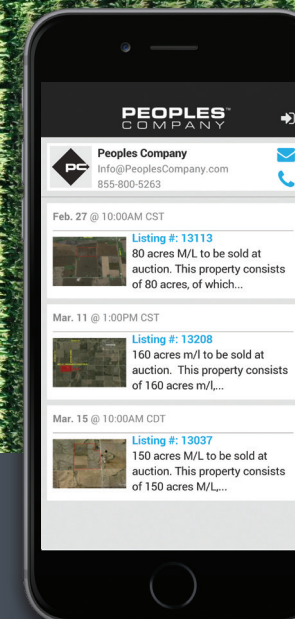 PEOPLES™
COMPANY
pc
Peoples Company
Info@PeoplesCompany.com
855-800-5263
Feb. 27 @ 10:00AM CST
Listing #: 13113
80 acres M/L to be sold at
auction. This property consists
of 80 acres, of which...
Mar. 11 @ 1:00PM CST
Listing #: 13208
160 acres m/l to be sold at
auction.  This property consists
of 160 acres m/l,...
Mar. 15 @ 10:00AM CDT
Listing #: 13037
150 acres M/L to be sold at
auction. This property consists
of 150 acres M/L,...